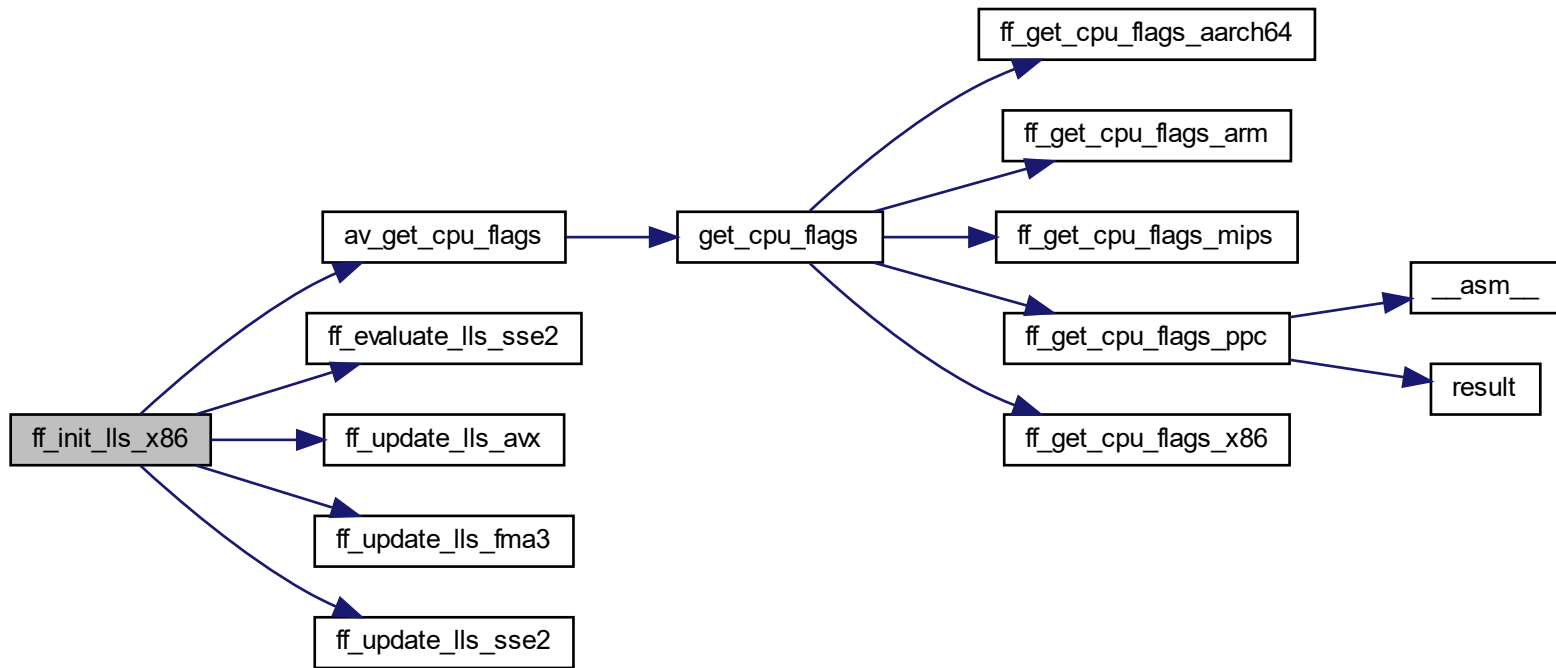 ff_get_cpu_flags_aarch64
ff_get_cpu_flags_arm
av_get_cpu_flags
get_cpu_flags
ff_get_cpu_flags_mips
__asm__
ff_evaluate_lls_sse2
ff_get_cpu_flags_ppc
result
ff_init_lls_x86
ff_update_lls_avx
ff_get_cpu_flags_x86
ff_update_lls_fma3
ff_update_lls_sse2